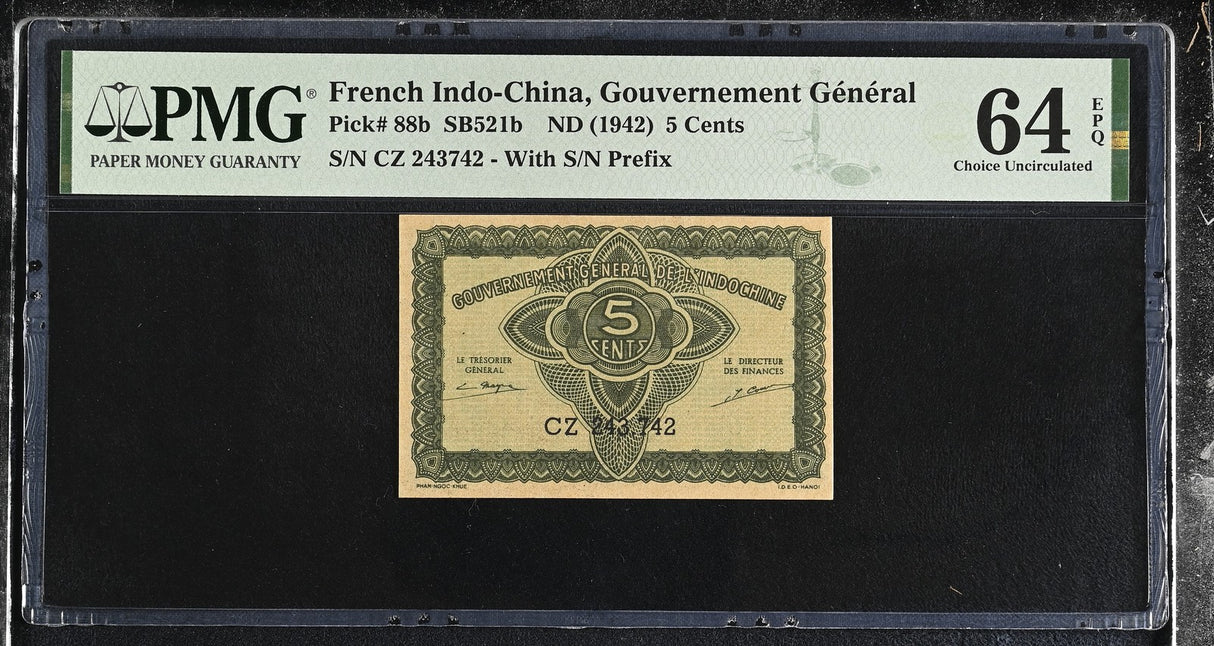 PMG®
PAPER MONEY GUARANTY
French Indo-China, Gouvernement Général
Pick# 88b SB521b ND (1942) 5 Cents
S/N CZ 243742 - With S/N Prefix
64
EPQ
Choice Uncirculated
GOUVERNEMENT GÉNÉRAL DE L'INDOCHINE
5
CENTS
LE TRÉSORIER
GÉNÉRAL
LE DIRECTEUR
DES FINANCES
CZ 243 742
PHAM-NGOC-KHUE
I.D.E.O-HANOI